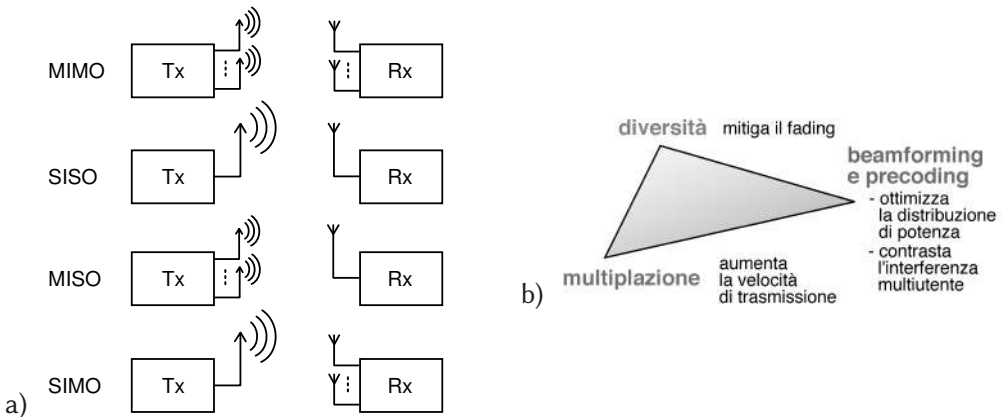 MIMO Tx Rx
SISO Tx Rx
MISO Tx Rx
SIMO Tx Rx
a)
diversità mitiga il fading
beamforming
e precoding
- ottimizza
la distribuzione
di potenza
- contrasta
l'interferenza
multiutente
multiplazione
aumenta
la velocità
di trasmissione
b)